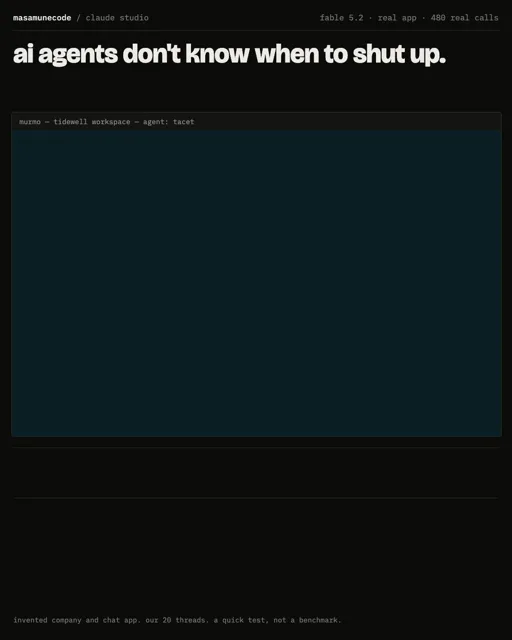 masamunecode / claude studio
fable 5.2 · real app · 480 real calls
ai agents don't know when to shut up.
murmo — tidewell workspace — agent: tacet
invented company and chat app. our 20 threads. a quick test, not a benchmark.